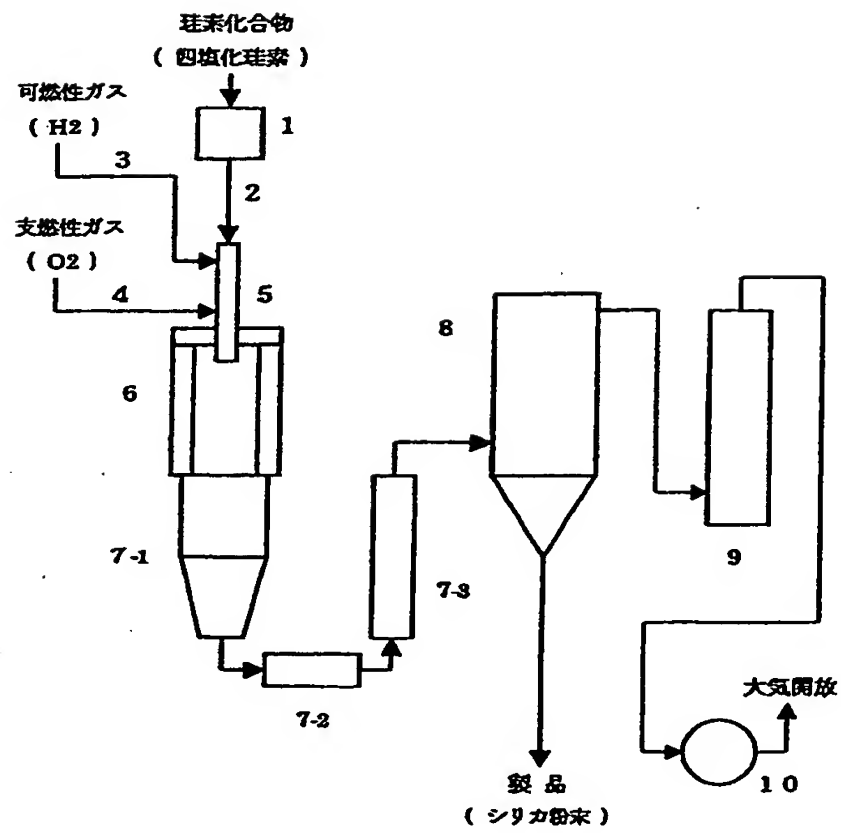 珪素化合物
( 四塩化珪素 )
可燃性ガス
( H2 )
1
3
2
支燃性ガス
( O2 )
4
5
8
6
7-1
7-3
9
7-2
大気開放
10
製 品
( シリカ粉末 )